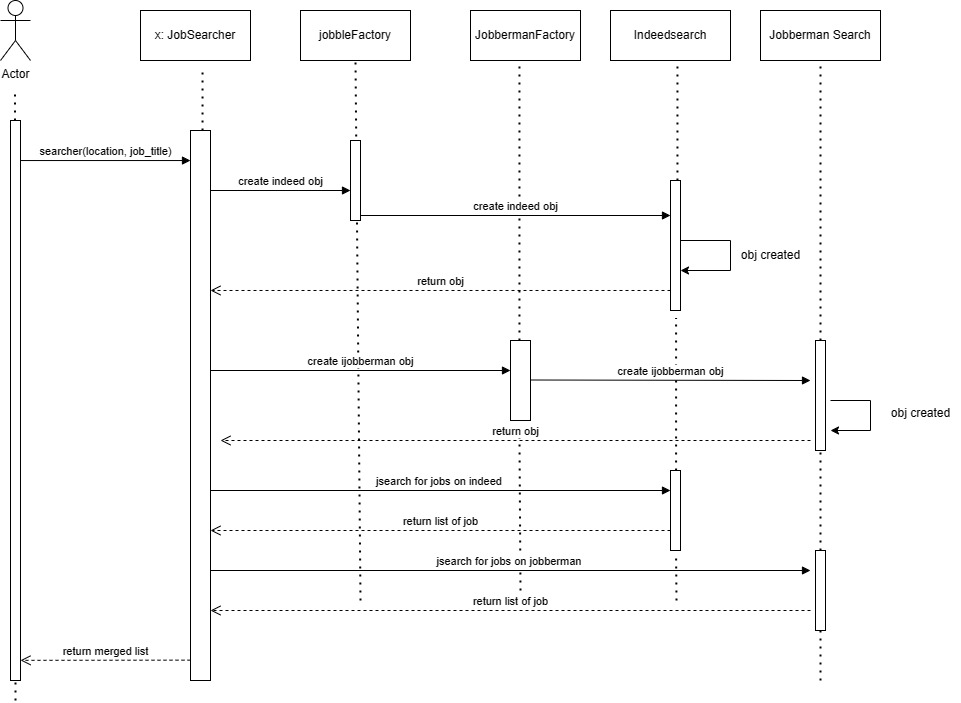 x: JobSearcher
jobbleFactory
JobbermanFactory
Indeedsearch
Jobberman Search
Actor
searcher(location, job_title)
create indeed obj
create indeed obj
obj created
return obj
create ijobberman obj
create ijobberman obj
obj created
return obj
jsearch for jobs on indeed
return list of job
jsearch for jobs on jobberman
return list of job
return merged list